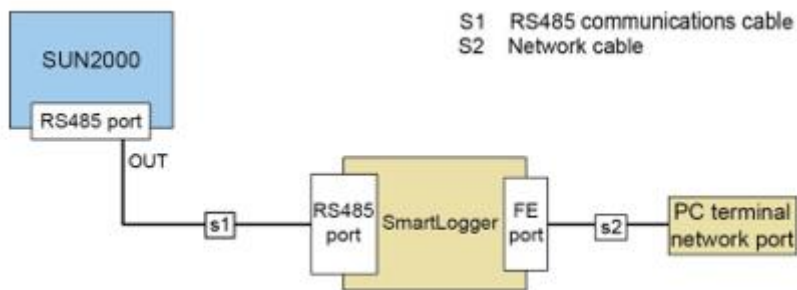 S1 RS485 communications cable
S2 Network cable
SUN2000
RS485 port
OUT
s1
RS485
port
SmartLogger
FE
port
s2
PC terminal
network port